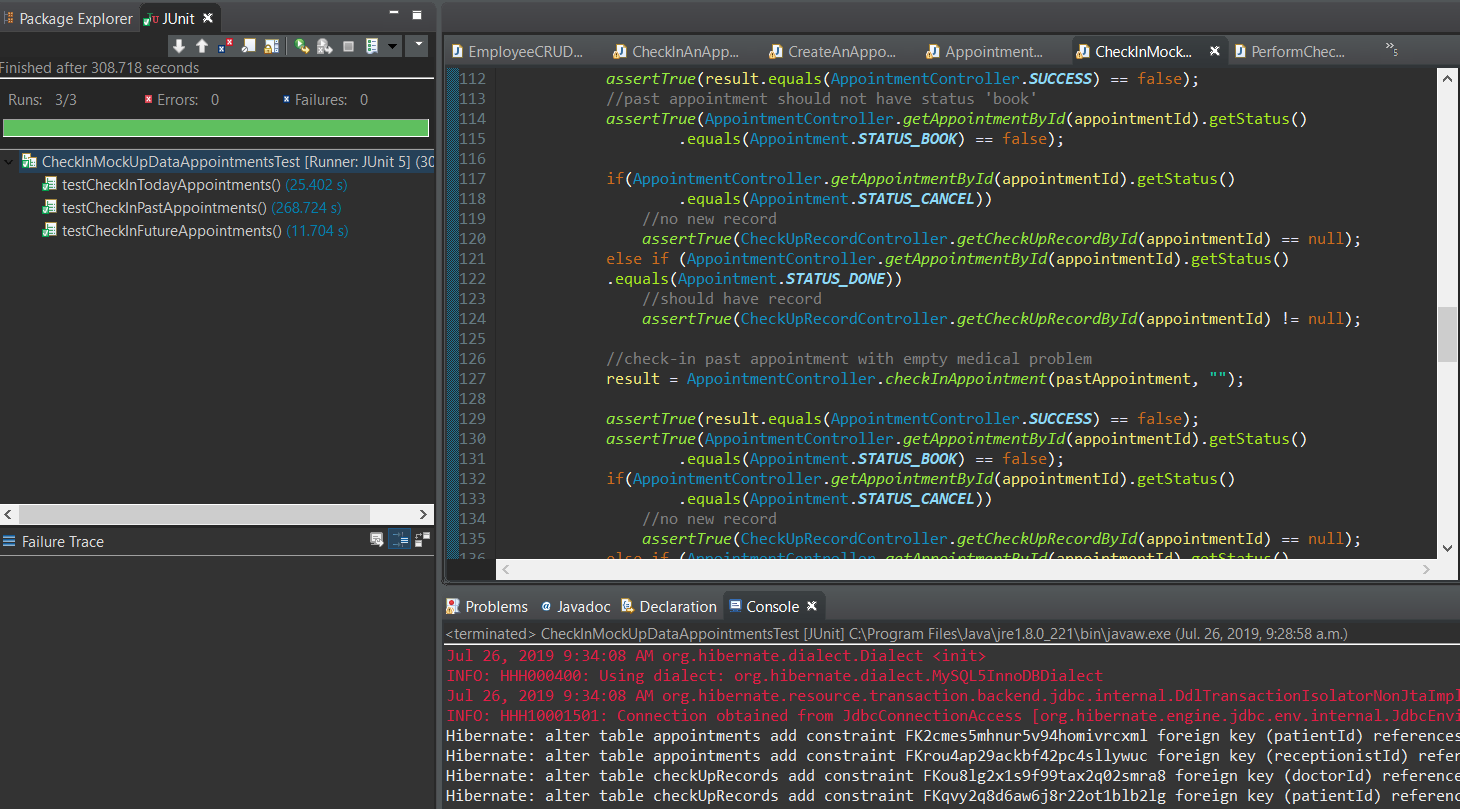 Package Explorer
JUnit
Finished after 308.718 seconds
Runs: 3/3
Errors: 0
Failures: 0
CheckInMockUpDataAppointmentsTest [Runner: JUnit 5] (30
testCheckInTodayAppointments() (25.402 s)
testCheckInPastAppointments() (268.724 s)
testCheckInFutureAppointments() (11.704 s)
Failure Trace
EmployeeCRUD...
CheckInAnApp...
CreateAnAppo...
Appointment...
CheckInMock...
PerformChec...
»5
112 assertTrue(result.equals(AppointmentController.SUCCESS) == false);
113 //past appointment should not have status 'book'
114 assertTrue(AppointmentController.getAppointmentById(appointmentId).getStatus()
115 .equals(Appointment.STATUS_BOOK) == false);
116
117 if(AppointmentController.getAppointmentById(appointmentId).getStatus()
118 .equals(Appointment.STATUS_CANCEL))
119 //no new record
120 assertTrue(CheckUpRecordController.getCheckUpRecordById(appointmentId) == null);
121 else if (AppointmentController.getAppointmentById(appointmentId).getStatus()
122 .equals(Appointment.STATUS_DONE))
123 //should have record
124 assertTrue(CheckUpRecordController.getCheckUpRecordById(appointmentId) != null);
125
126 //check-in past appointment with empty medical problem
127 result = AppointmentController.checkInAppointment(pastAppointment, "");
128
129 assertTrue(result.equals(AppointmentController.SUCCESS) == false);
130 assertTrue(AppointmentController.getAppointmentById(appointmentId).getStatus()
131 .equals(Appointment.STATUS_BOOK) == false);
132 if(AppointmentController.getAppointmentById(appointmentId).getStatus()
133 .equals(Appointment.STATUS_CANCEL))
134 //no new record
135 assertTrue(CheckUpRecordController.getCheckUpRecordById(appointmentId) == null);
136 else if (AppointmentController.getAppointmentById(appointmentId).getStatus()
Problems
Javadoc
Declaration
Console
<terminated> CheckInMockUpDataAppointmentsTest [JUnit] C:\Program Files\Java\jre1.8.0_221\bin\javaw.exe (Jul. 26, 2019, 9:28:58 a.m.)
Jul 26, 2019 9:34:08 AM org.hibernate.dialect.Dialect <init>
INFO: HHH000400: Using dialect: org.hibernate.dialect.MySQL5InnoDBDialect
Jul 26, 2019 9:34:08 AM org.hibernate.resource.transaction.backend.jdbc.internal.DdlTransactionIsolatorNonJtaImpl
INFO: HHH10001501: Connection obtained from JdbcConnectionAccess [org.hibernate.engine.jdbc.env.internal.JdbcEnvi
Hibernate: alter table appointments add constraint FK2cmes5mhnur5v94homivrcxml foreign key (patientId) references
Hibernate: alter table appointments add constraint FKrou4ap29ackbf42pc4sllywuc foreign key (receptionistId) refer
Hibernate: alter table checkUpRecords add constraint FKou8lg2x1s9f99tax2q02smra8 foreign key (doctorId) reference
Hibernate: alter table checkUpRecords add constraint FKqvy2q8d6aw6j8r22ot1blb2lg foreign key (patientId) referenc